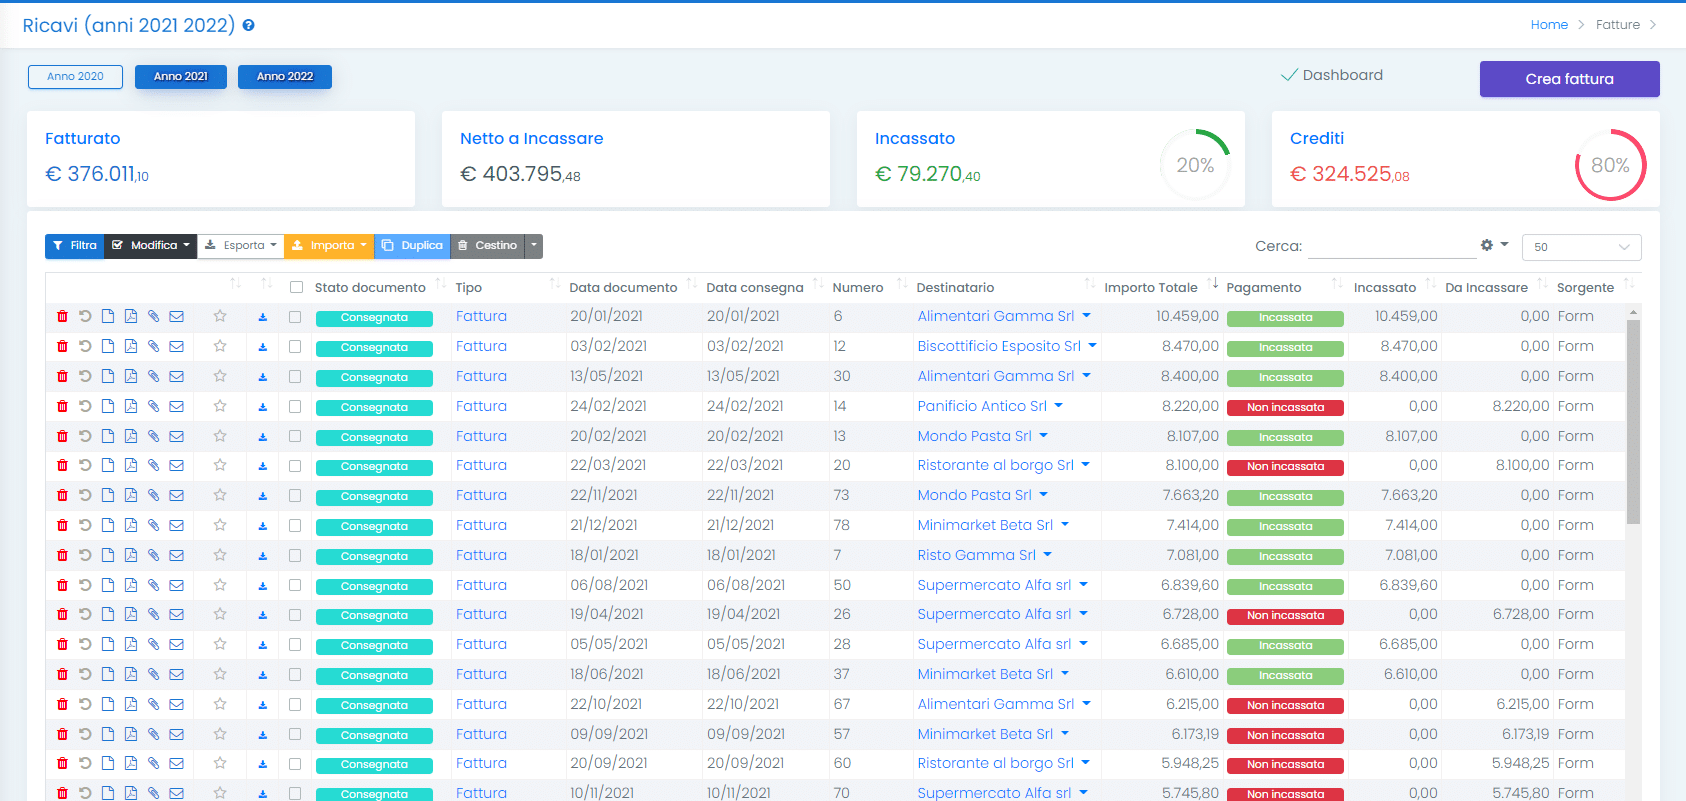 Ricavi (anni 2021 2022)
Home > Fatture >
Anno 2020 Anno 2021 Anno 2022
Dashboard
Crea fattura
Fatturato
€ 376.011,10
Netto a Incassare
€ 403.795,48
Incassato
€ 79.270,40
20%
Crediti
€ 324.525,08
80%
Filtra Modifica Esporta Importa Duplica Cestino
Cerca: 50
Stato documento Tipo Data documento Data consegna Numero Destinatario Importo Totale Pagamento Incassato Da Incassare Sorgente
Consegnata Fattura 20/01/2021 20/01/2021 6 Alimentari Gamma Srl 10.459,00 Incassata 10.459,00 0,00 Form
Consegnata Fattura 03/02/2021 03/02/2021 12 Biscottificio Esposito Srl 8.470,00 Incassata 8.470,00 0,00 Form
Consegnata Fattura 13/05/2021 13/05/2021 30 Alimentari Gamma Srl 8.400,00 Incassata 8.400,00 0,00 Form
Consegnata Fattura 24/02/2021 24/02/2021 14 Panificio Antico Srl 8.220,00 Non incassata 0,00 8.220,00 Form
Consegnata Fattura 20/02/2021 20/02/2021 13 Mondo Pasta Srl 8.107,00 Incassata 8.107,00 0,00 Form
Consegnata Fattura 22/03/2021 22/03/2021 20 Ristorante al borgo Srl 8.100,00 Non incassata 0,00 8.100,00 Form
Consegnata Fattura 22/11/2021 22/11/2021 73 Mondo Pasta Srl 7.663,20 Incassata 7.663,20 0,00 Form
Consegnata Fattura 21/12/2021 21/12/2021 78 Minimarket Beta Srl 7.414,00 Incassata 7.414,00 0,00 Form
Consegnata Fattura 18/01/2021 18/01/2021 7 Risto Gamma Srl 7.081,00 Incassata 7.081,00 0,00 Form
Consegnata Fattura 06/08/2021 06/08/2021 50 Supermercato Alfa srl 6.839,60 Incassata 6.839,60 0,00 Form
Consegnata Fattura 19/04/2021 19/04/2021 26 Supermercato Alfa srl 6.728,00 Non incassata 0,00 6.728,00 Form
Consegnata Fattura 05/05/2021 05/05/2021 28 Supermercato Alfa srl 6.685,00 Incassata 6.685,00 0,00 Form
Consegnata Fattura 18/06/2021 18/06/2021 37 Minimarket Beta Srl 6.610,00 Incassata 6.610,00 0,00 Form
Consegnata Fattura 22/10/2021 22/10/2021 67 Alimentari Gamma Srl 6.215,00 Non incassata 0,00 6.215,00 Form
Consegnata Fattura 09/09/2021 09/09/2021 57 Minimarket Beta Srl 6.173,19 Non incassata 0,00 6.173,19 Form
Consegnata Fattura 20/09/2021 20/09/2021 60 Ristorante al borgo Srl 5.948,25 Non incassata 0,00 5.948,25 Form
Consegnata Fattura 10/11/2021 10/11/2021 70 Supermercato Alfa srl 5.745,80 Non incassata 0,00 5.745,80 Form